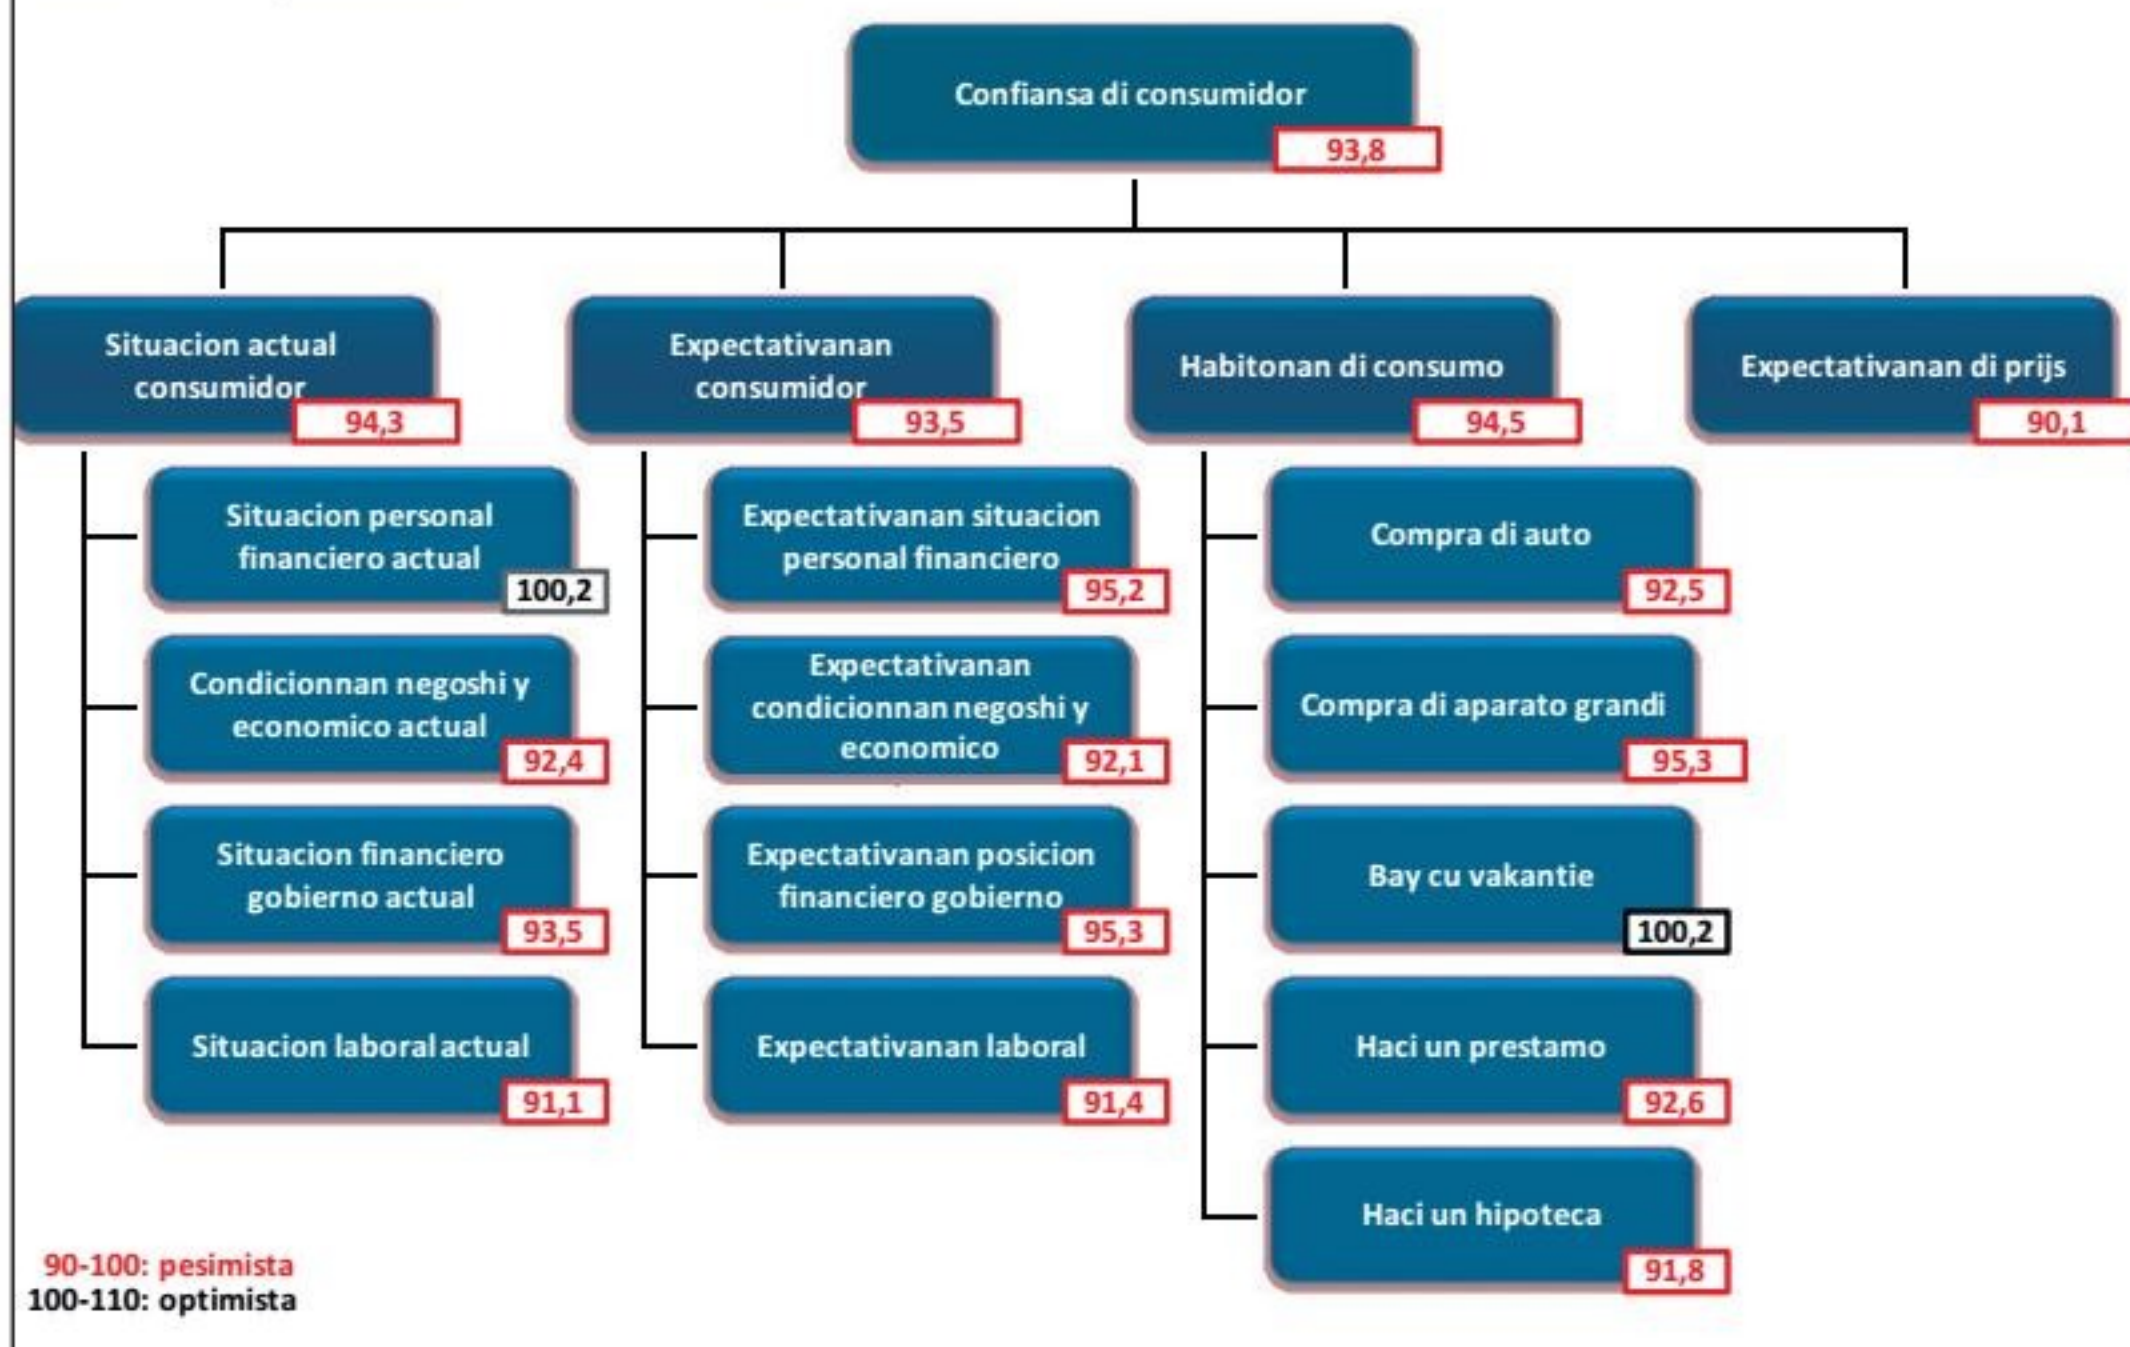 Confiansa di consumidor
93,8
Situacion actual
consumidor
94,3
Expectativanan
consumidor
93,5
Habitonan di consumo
94,5
Expectativanan di prijs
90,1
Situacion personal
financiero actual
100,2
Condicionnan negoshi y
economico actual
92,4
Situacion financiero
gobierno actual
93,5
Situacion laboral actual
91,1
Expectativanan situacion
personal financiero
95,2
Expectativanan
condicionnan negoshi y
economico
92,1
Expectativanan posicion
financiero gobierno
95,3
Expectativanan laboral
91,4
Compra di auto
92,5
Compra di aparato grandi
95,3
Bay cu vakantie
100,2
Haci un prestamo
92,6
Haci un hipoteca
91,8
90-100: pesimista
100-110: optimista